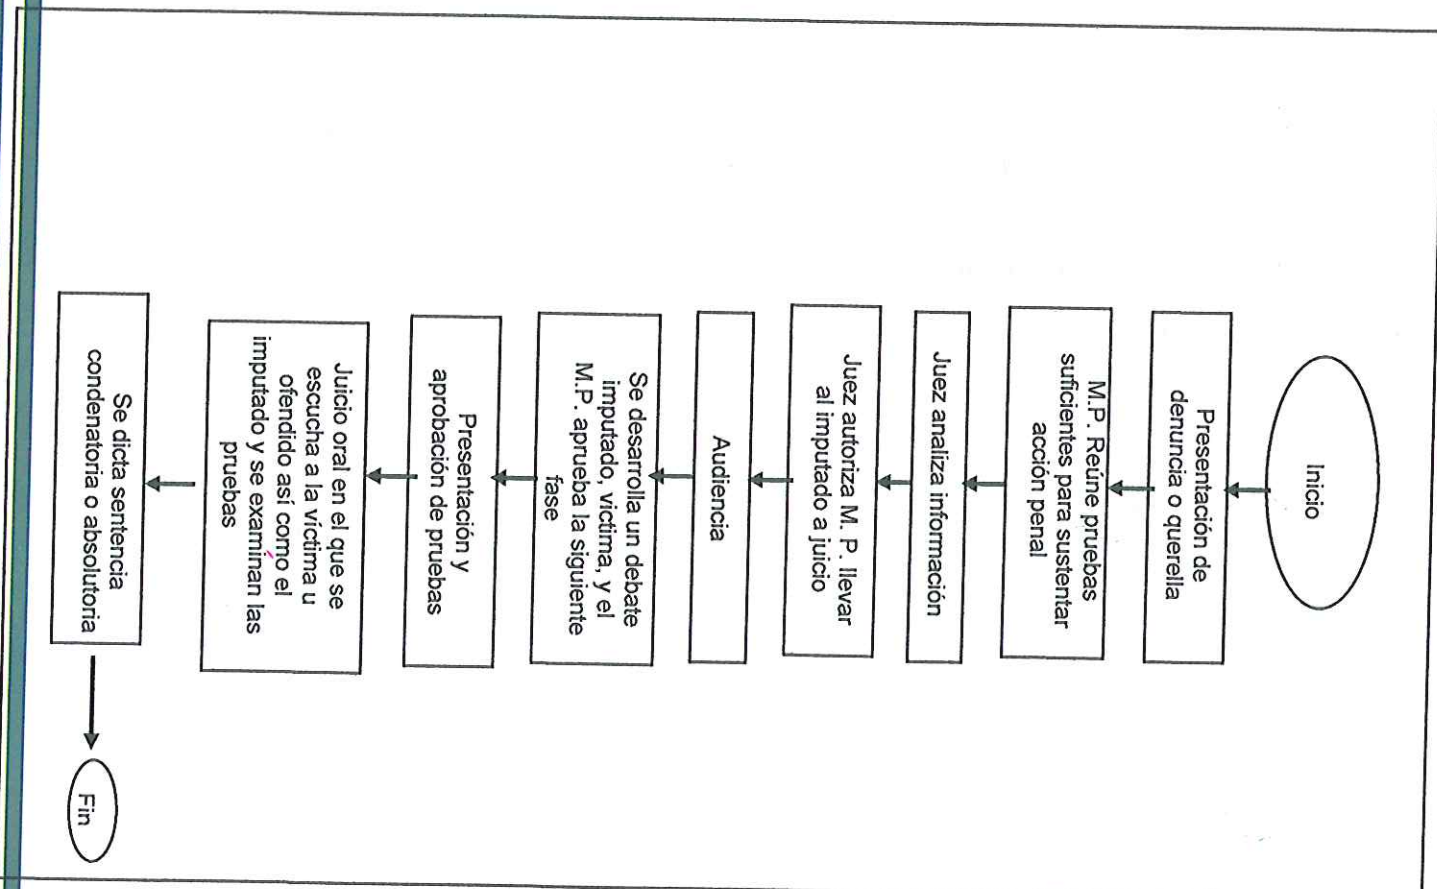 Inicio
Presentación de
denuncia o querella
M.P. Reúne pruebas
suficientes para sustentar
acción penal
Juez analiza información
Juez autoriza M. P. llevar
al imputado a juicio
Audiencia
Se desarrolla un debate
imputado, victima, y el
M.P. aprueba la siguiente
fase
Presentación y
aprobación de pruebas
Juicio oral en el que se
escucha a la víctima u
ofendido así como el
imputado y se examinan las
pruebas
Se dicta sentencia
condenatoria o absolutoria
Fin